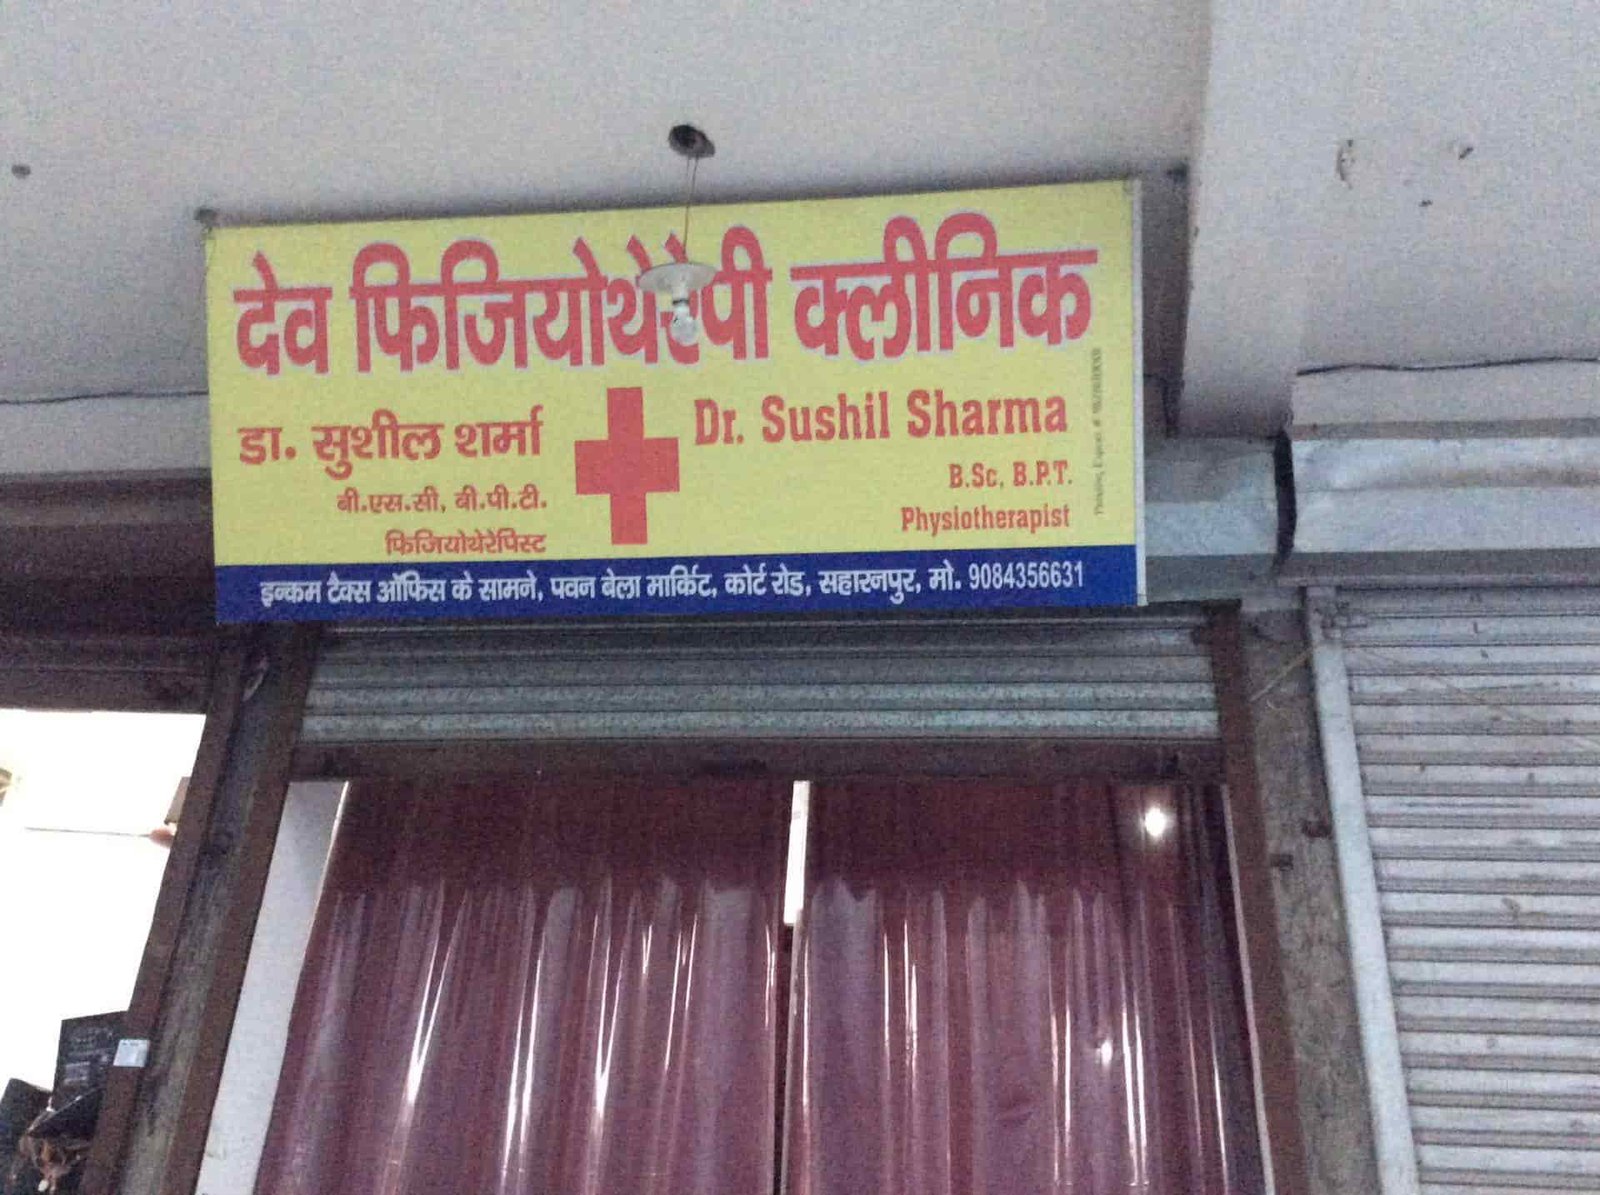 देव फिजियोथेरेपी क्लीनिक
डा. सुशील शर्मा
बी.एस.सी, बी.पी.टी.
फिजियोथेरेपिस्ट
Dr. Sushil Sharma
B.Sc, B.P.T.
Physiotherapist
इन्कम टैक्स ऑफिस के सामने, पवन बेला मार्किट, कोर्ट रोड, सहारनपुर, मो. 9084356631